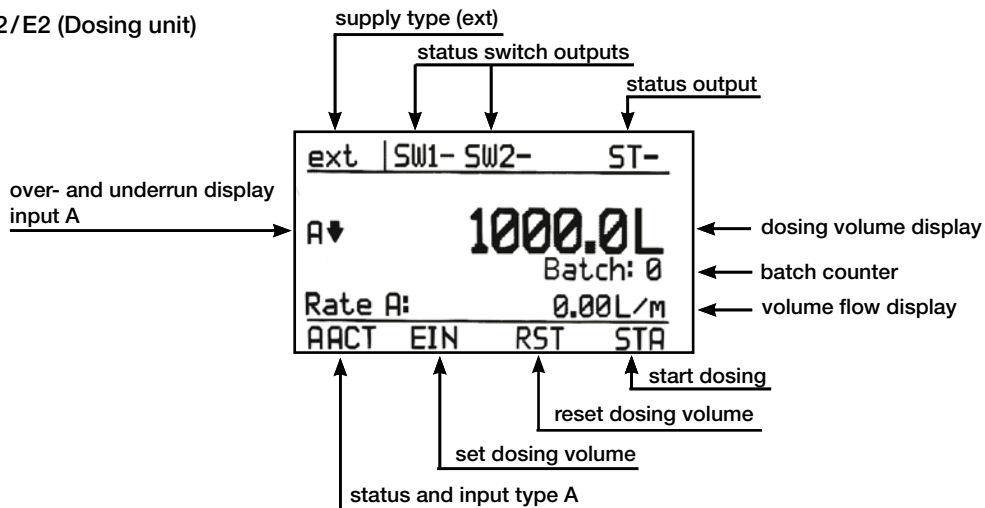 2/E2 (Dosing unit)
supply type (ext)
status switch outputs
status output
ext SW1- SW2- ST-
over- and underrun display
input A
A 1000.0L
dosing volume display
Batch: 0
batch counter
Rate A: 0.00L/m
volume flow display
AACT EIN RST STA
start dosing
reset dosing volume
set dosing volume
status and input type A